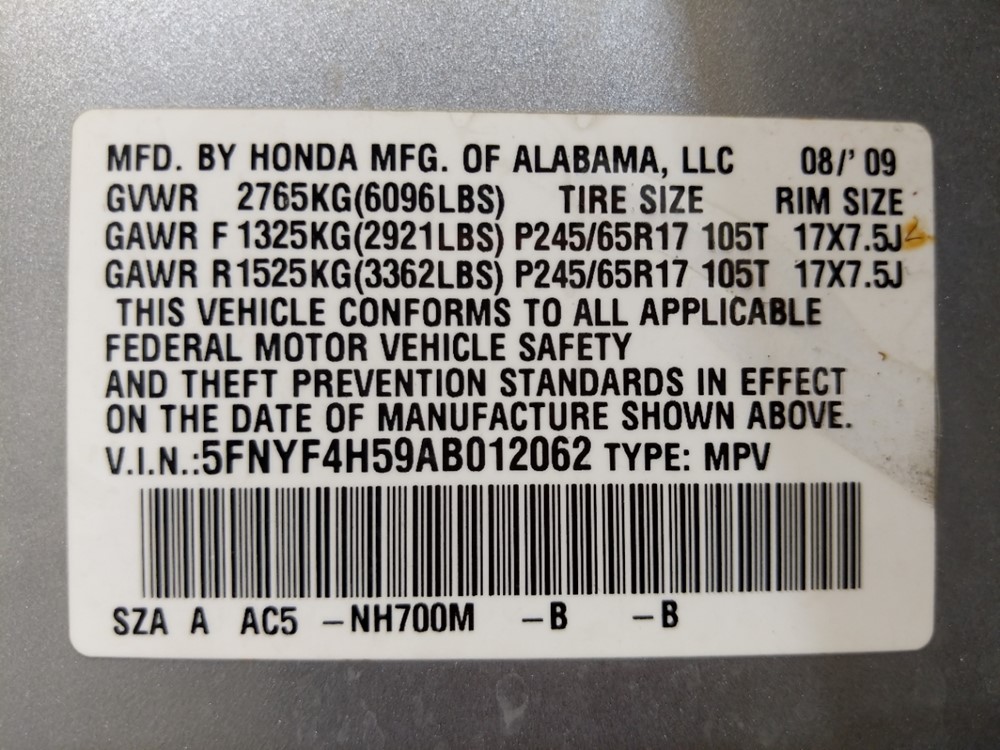 MFD. BY HONDA MFG. OF ALABAMA, LLC 08/' 09
GVWR 2765KG(6096LBS) TIRE SIZE RIM SIZE
GAWR F 1325KG(2921LBS) P245/65R17 105T 17X7.5J
GAWR R 1525KG(3362LBS) P245/65R17 105T 17X7.5J
THIS VEHICLE CONFORMS TO ALL APPLICABLE
FEDERAL MOTOR VEHICLE SAFETY
AND THEFT PREVENTION STANDARDS IN EFFECT
ON THE DATE OF MANUFACTURE SHOWN ABOVE.
V.I.N.:5FNYF4H59AB012062 TYPE: MPV
SZA A AC5 –NH700M –B –B